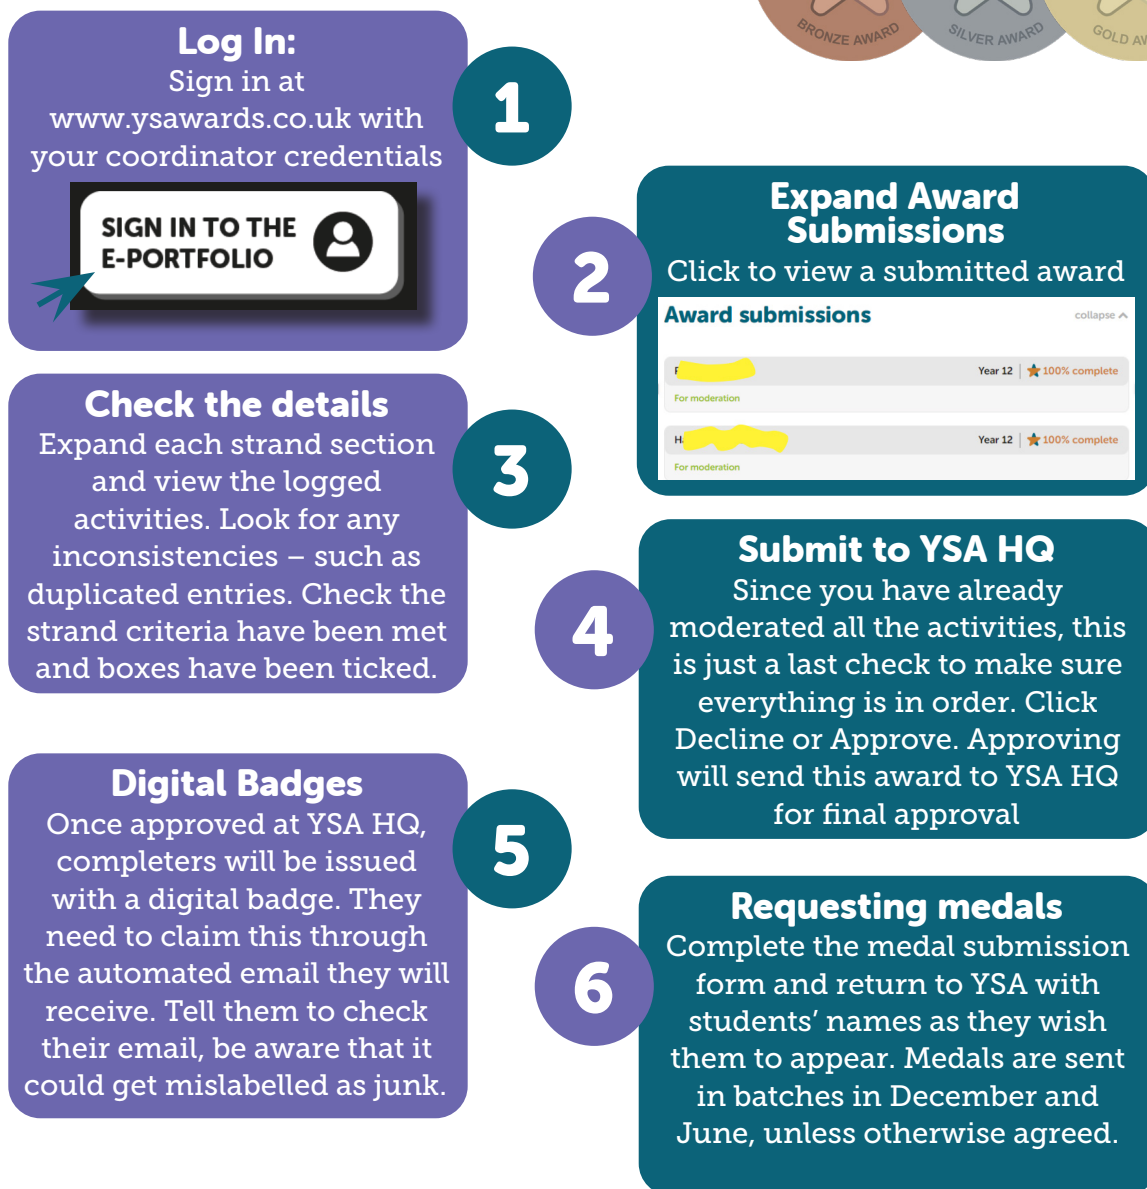 BRONZE AWARD
SILVER AWARD
GOLD
Log In:
Sign in at
www.ysawards.co.uk with
your coordinator credentials
SIGN IN TO THE
E-PORTFOLIO
1
2
Expand Award
Submissions
Click to view a submitted award
Award submissions
collapse
Year 12 | 100% complete
For moderation
Year 12 | 100% complete
For moderation
Check the details
Expand each strand section
and view the logged
activities. Look for any
inconsistencies – such as
duplicated entries. Check the
strand criteria have been met
and boxes have been ticked.
3
4
Submit to YSA HQ
Since you have already
moderated all the activities, this
is just a last check to make sure
everything is in order. Click
Decline or Approve. Approving
will send this award to YSA HQ
for final approval
Digital Badges
Once approved at YSA HQ,
completers will be issued
with a digital badge. They
need to claim this through
the automated email they will
receive. Tell them to check
their email, be aware that it
could get mislabelled as junk.
5
6
Requesting medals
Complete the medal submission
form and return to YSA with
students’ names as they wish
them to appear. Medals are sent
in batches in December and
June, unless otherwise agreed.